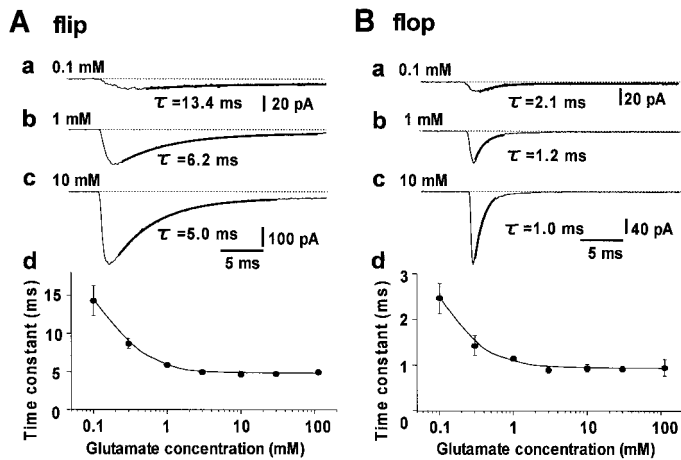 A flip
a
0.1 mM
τ =13.4 ms
20 pA
b
1 mM
τ =6.2 ms
c
10 mM
τ =5.0 ms
100 pA
5 ms
d
Time constant (ms)
15
10
5
0
0.1 1 10 100
Glutamate concentration (mM)
B flop
a
0.1 mM
τ =2.1 ms
20 pA
b
1 mM
τ =1.2 ms
c
10 mM
τ =1.0 ms
40 pA
5 ms
d
Time constant (ms)
3
2
1
0
0.1 1 10 100
Glutamate concentration (mM)